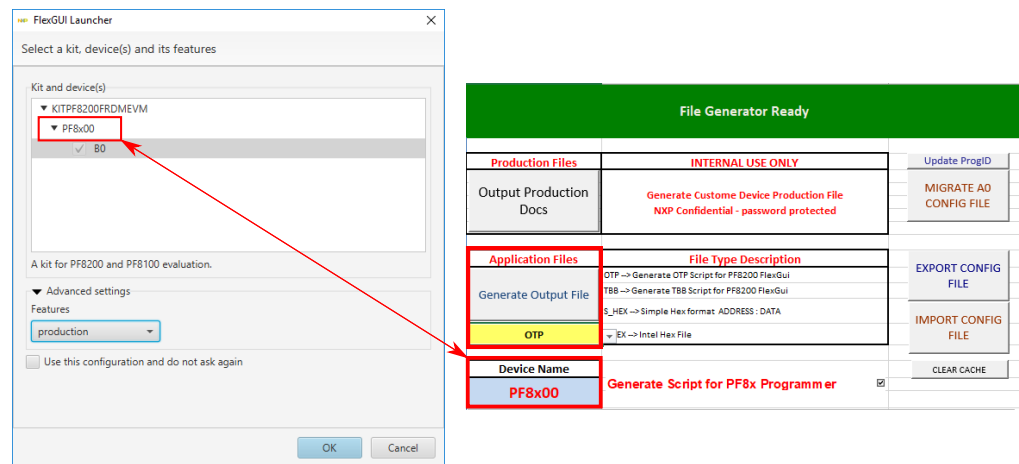 FlexGUI Launcher
Select a kit, device(s) and its features
Kit and device(s)
KITPF8200FRDMEVM
PF8x00
B0
A kit for PF8200 and PF8100 evaluation.
Advanced settings
Features
production
Use this configuration and do not ask again
OK
Cancel
File Generator Ready
Production Files
INTERNAL USE ONLY
Output Production
Docs
Generate Custome Device Production File
NXP Confidential - password protected
Update ProgID
MIGRATE A0
CONFIG FILE
Application Files
File Type Description
Generate Output File
OTP --> Generate OTP Script for PF8200 FlexGui
TBB --> Generate TBB Script for PF8200 FlexGui
S_HEX --> Simple Hex format ADDRESS : DATA
OTP
EX --> Intel Hex File
EXPORT CONFIG
FILE
IMPORT CONFIG
FILE
Device Name
PF8x00
Generate Script for PF8x Programmer
CLEAR CACHE